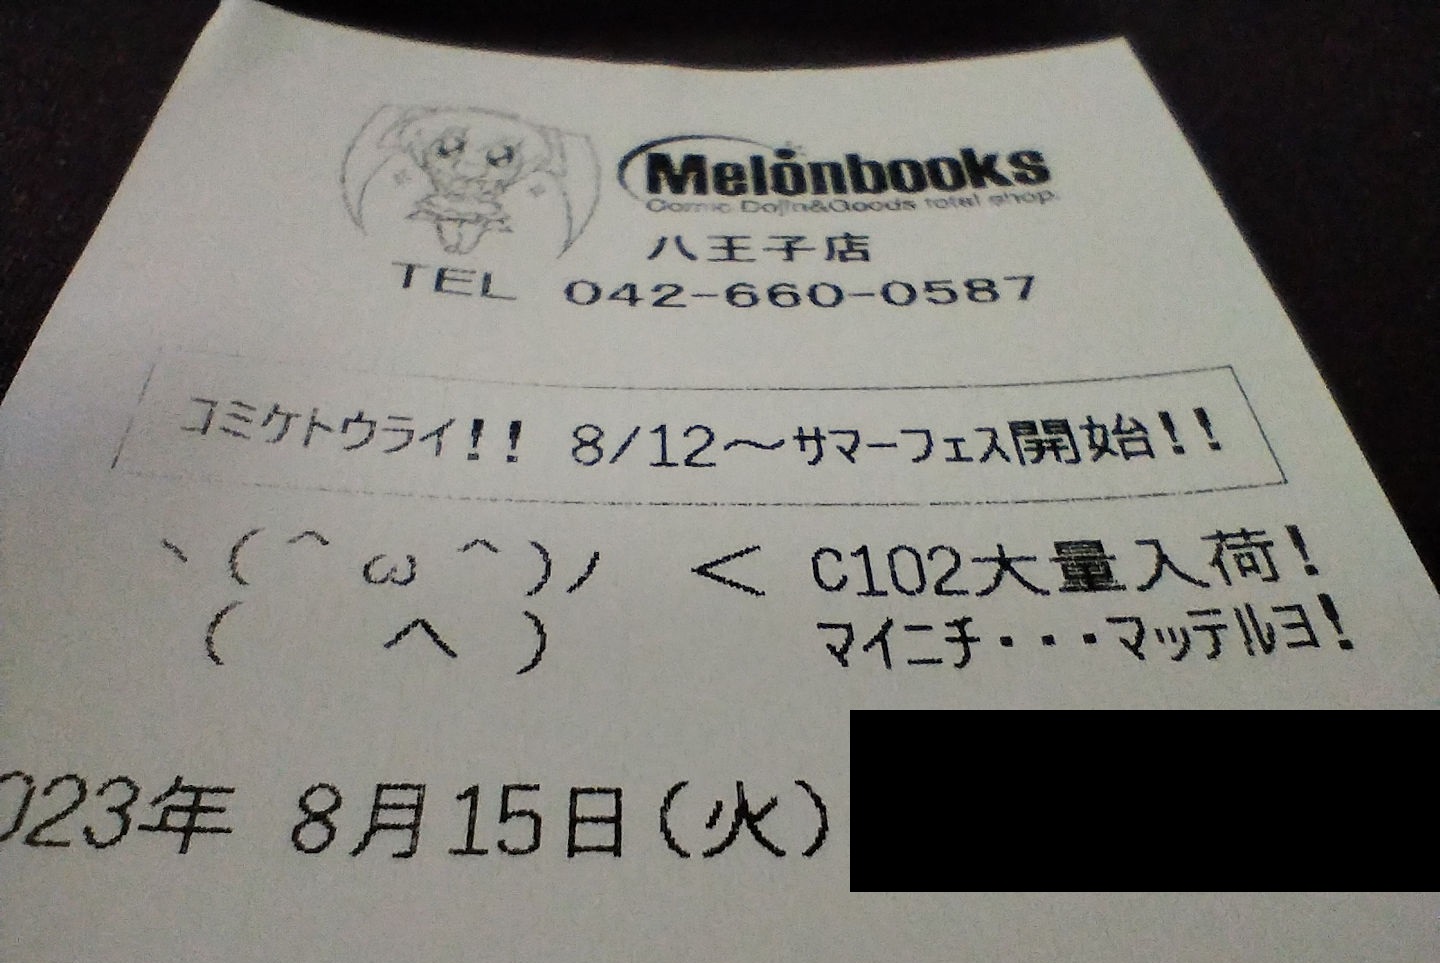 Melonbooks
Comic Dojin&Goods total shop
八王子店
TEL 042-660-0587
コミケトウライ!! 8/12～サマーフェス開始!!
ヽ( ^ ω ^ )ノ < C102大量入荷!
( へ ) マイニチ・・・マッテルヨ!
023年 8月15日(火)